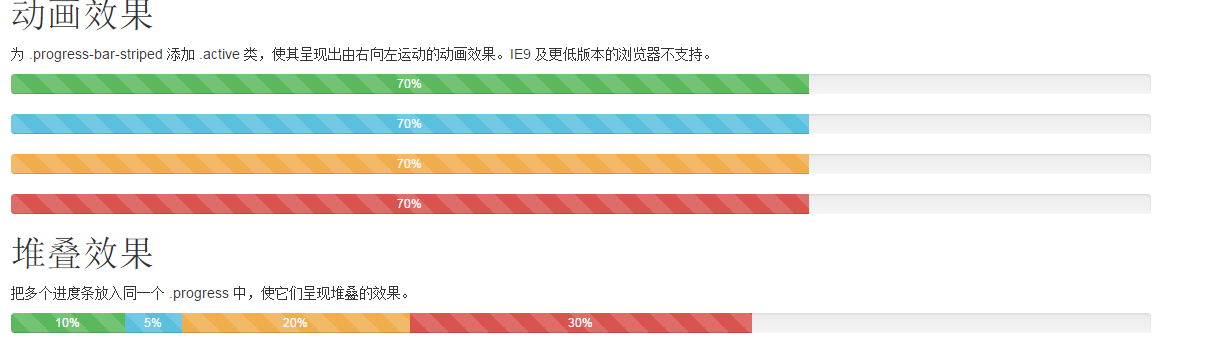 动画效果
为 .progress-bar-striped 添加 .active 类，使其呈现出由右向左运动的动画效果。IE9 及更低版本的浏览器不支持。
70%
70%
70%
70%
堆叠效果
把多个进度条放入同一个 .progress 中，使它们呈现堆叠的效果。
10% 5% 20% 30%